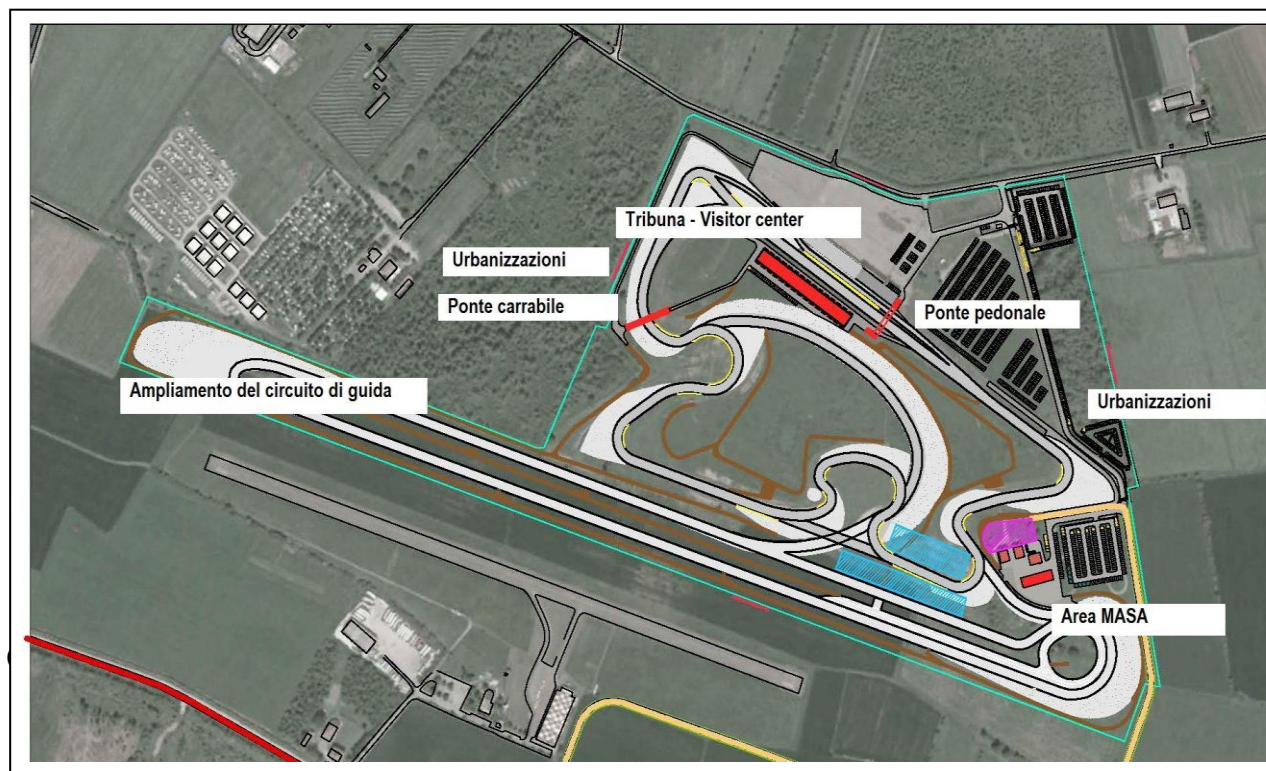 Tribuna - Visitor center
Urbanizzazioni
Ponte carrabile
Ponte pedonale
Ampliamento del circuito di guida
Urbanizzazioni
Area MASA